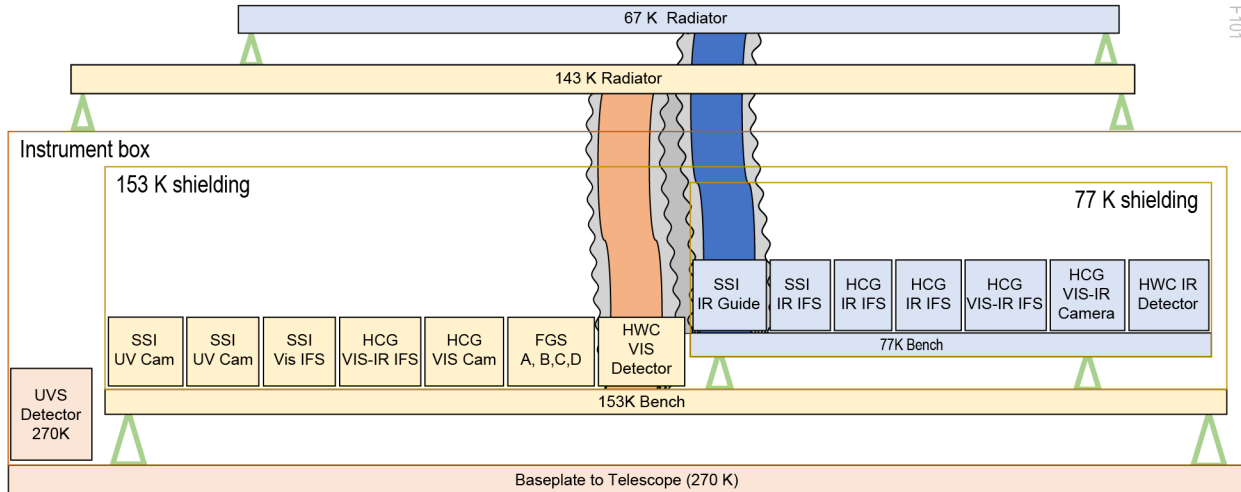 67 K Radiator
F101
143 K Radiator
Instrument box
153 K shielding
77 K shielding
SSI
IR Guide
SSI
IR IFS
HCG
IR IFS
HCG
IR IFS
HCG
VIS-IR IFS
HCG
VIS-IR
Camera
HWC IR
Detector
SSI
UV Cam
SSI
UV Cam
SSI
Vis IFS
HCG
VIS-IR IFS
HCG
VIS Cam
FGS
A, B,C,D
HWC
VIS
Detector
77K Bench
UVS
Detector
270K
153K Bench
Baseplate to Telescope (270 K)